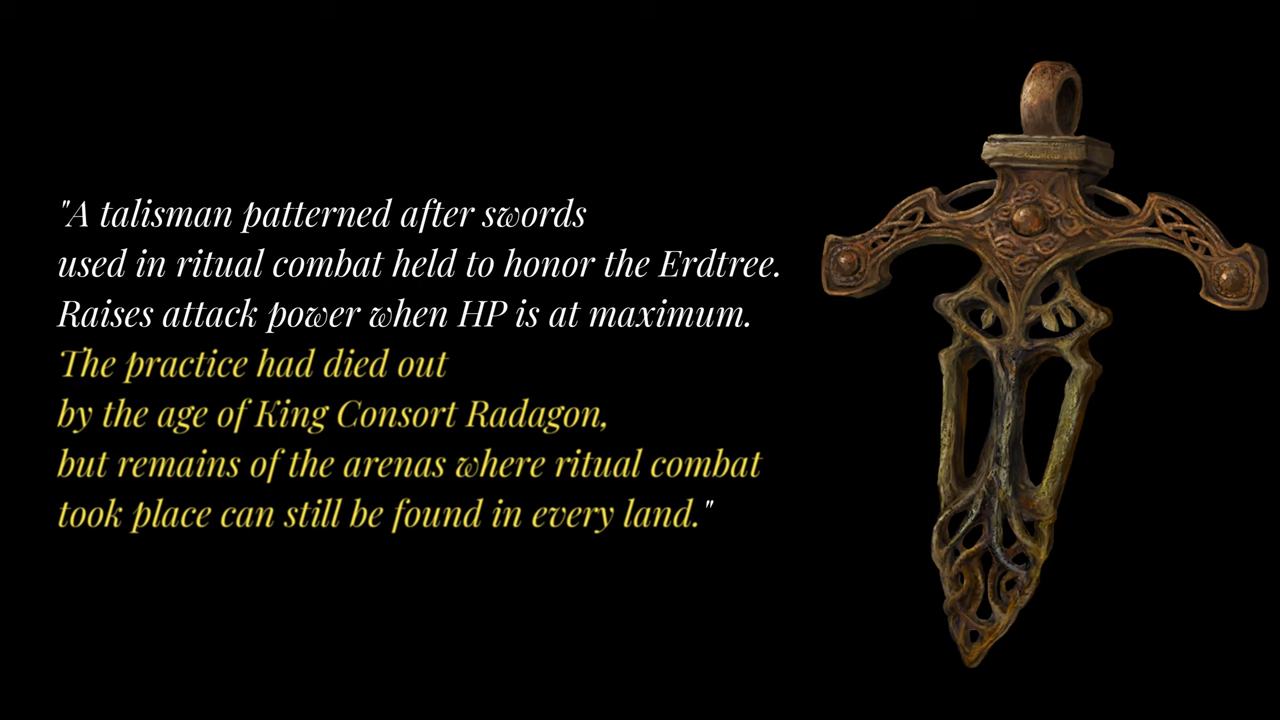 "A talisman patterned after swords
used in ritual combat held to honor the Erdtree.
Raises attack power when HP is at maximum.
The practice had died out
by the age of King Consort Radagon,
but remains of the arenas where ritual combat
took place can still be found in every land."